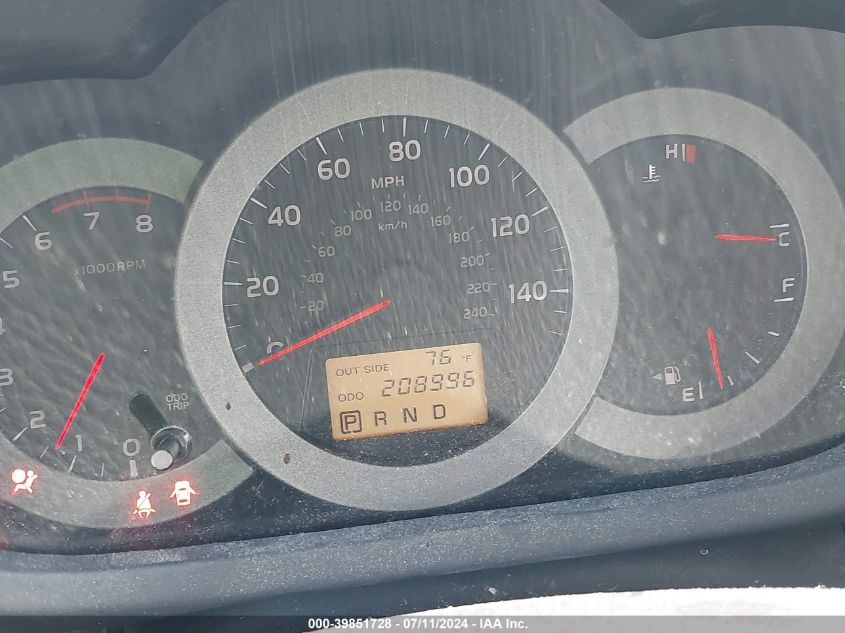 8
7
6
5
4
3
2
1
0
x1000RPM
ODO
TRIP
0
20
40
60
80
100
120
140
MPH
km/h
20
40
60
80
100
120
140
160
180
200
220
240
OUT SIDE 76 °F
ODO 208996
P R N D
H
C
F
E
000-39851728 - 07/11/2024 - IAA Inc.